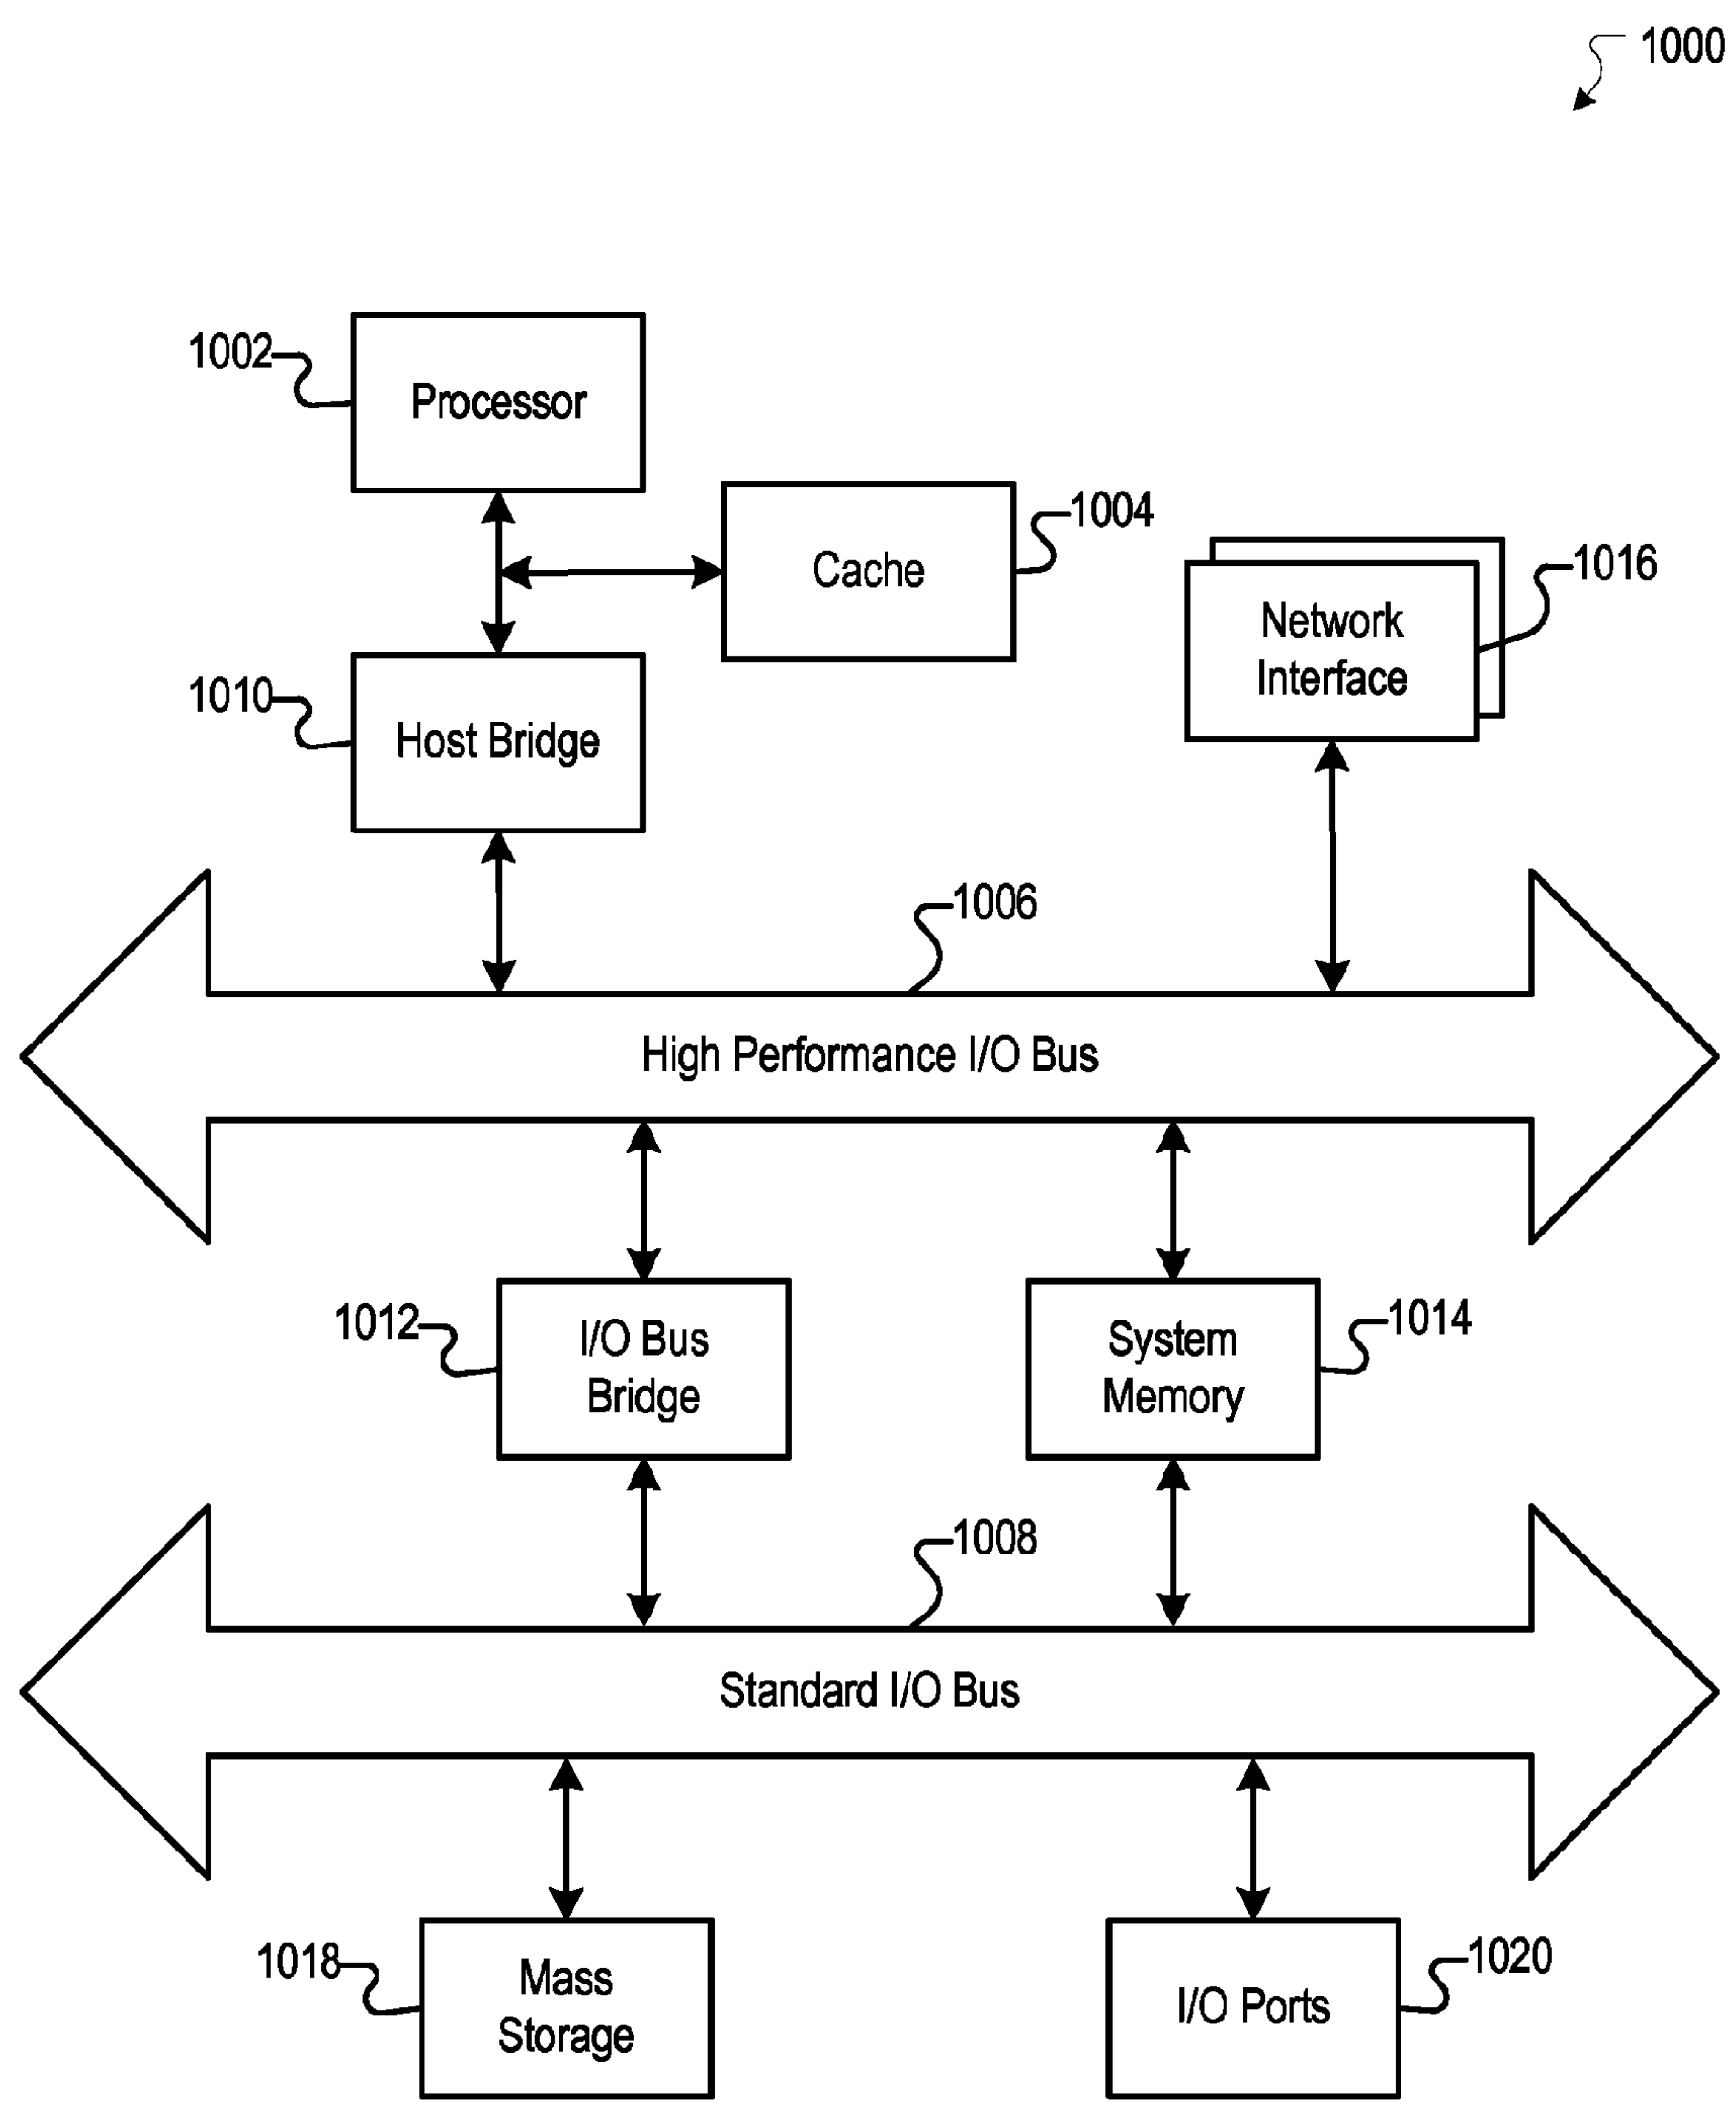 1000
1002
Processor
1004
Cache
1016
Network
Interface
1010
Host Bridge
1006
High Performance I/O Bus
1012
I/O Bus
Bridge
1014
System
Memory
1008
Standard I/O Bus
1018
Mass
Storage
1020
I/O Ports